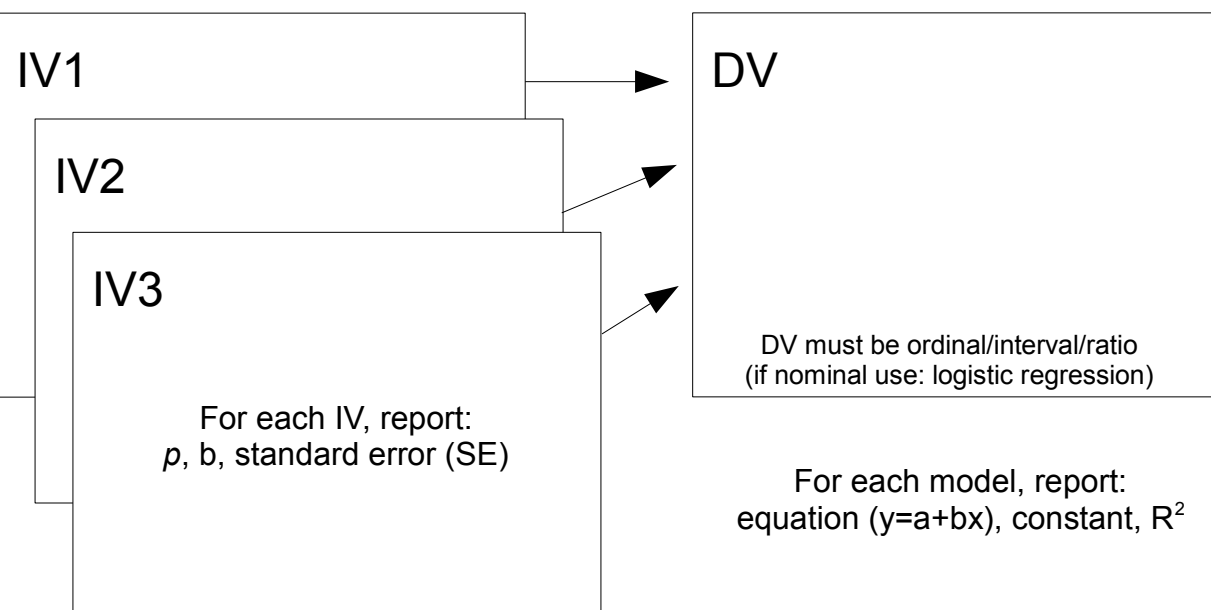 IV1
IV2
IV3
For each IV, report:
p, b, standard error (SE)
DV
DV must be ordinal/interval/ratio
(if nominal use: logistic regression)
For each model, report:
equation (y=a+bx), constant, R²